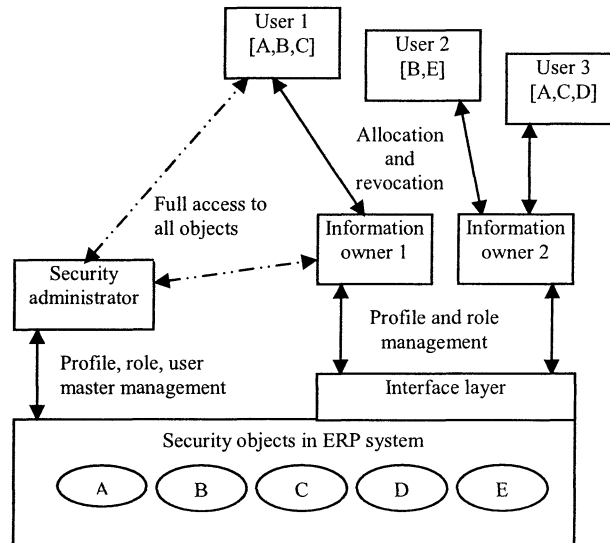 User 1
[A,B,C]
User 2
[B,E]
User 3
[A,C,D]
Allocation
and
revocation
Full access to
all objects
Information
owner 1
Information
owner 2
Security
administrator
Profile and role
management
Profile, role, user
master management
Interface layer
Security objects in ERP system
A
B
C
D
E